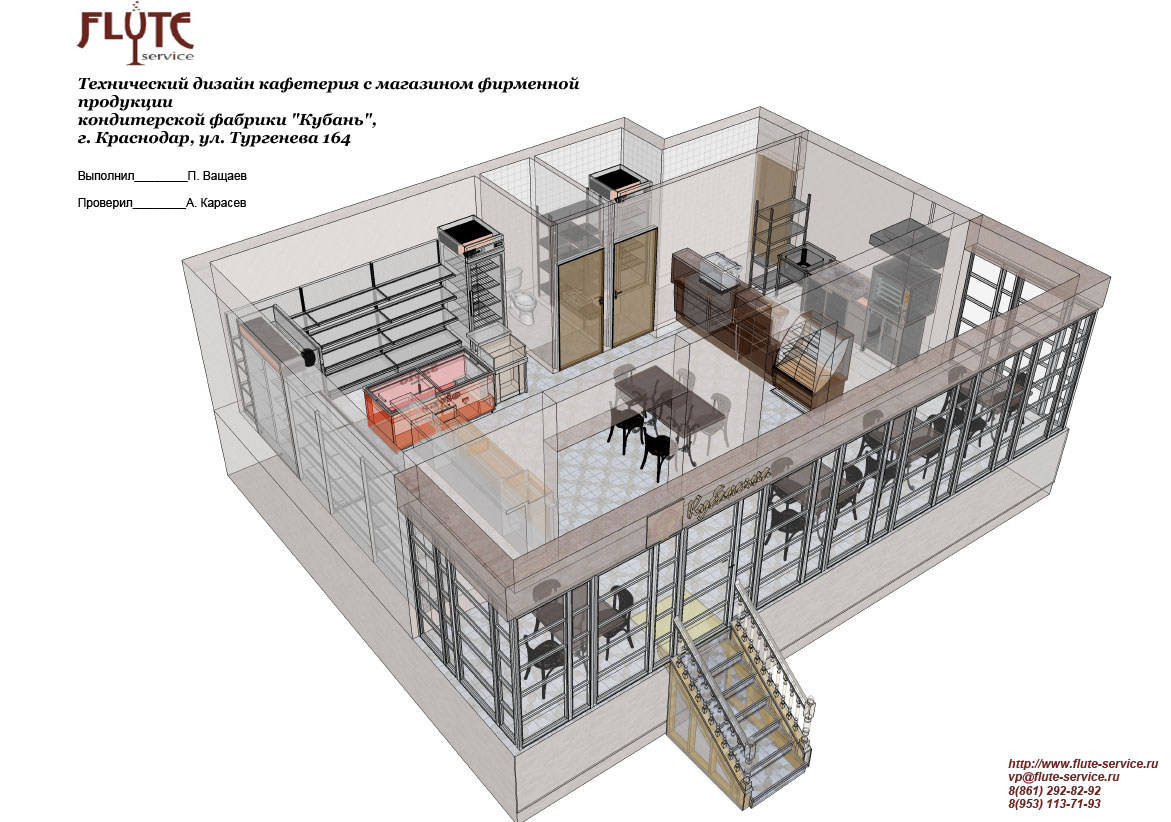 FLUTE
service
Технический дизайн кафетерия с магазином фирменной
продукции
кондитерской фабрики "Кубань",
г. Краснодар, ул. Тургенева 164
Выполнил________П. Ващаев
Проверил________А. Карасев
http://www.flute-service.ru
vp@flute-service.ru
8(861) 292-82-92
8(953) 113-71-93